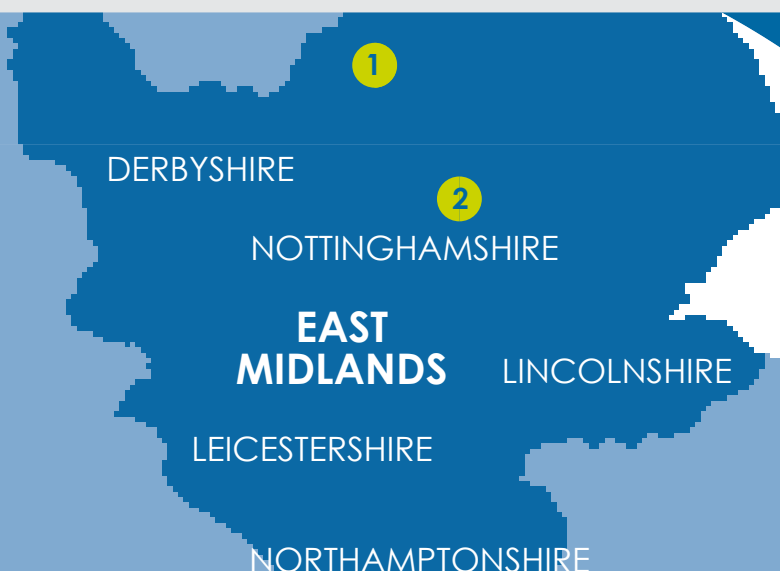 1
DERBYSHIRE
2
NOTTINGHAMSHIRE
EAST
MIDLANDS
LINCOLNSHIRE
LEICESTERSHIRE
NORTHAMPTONSHIRE